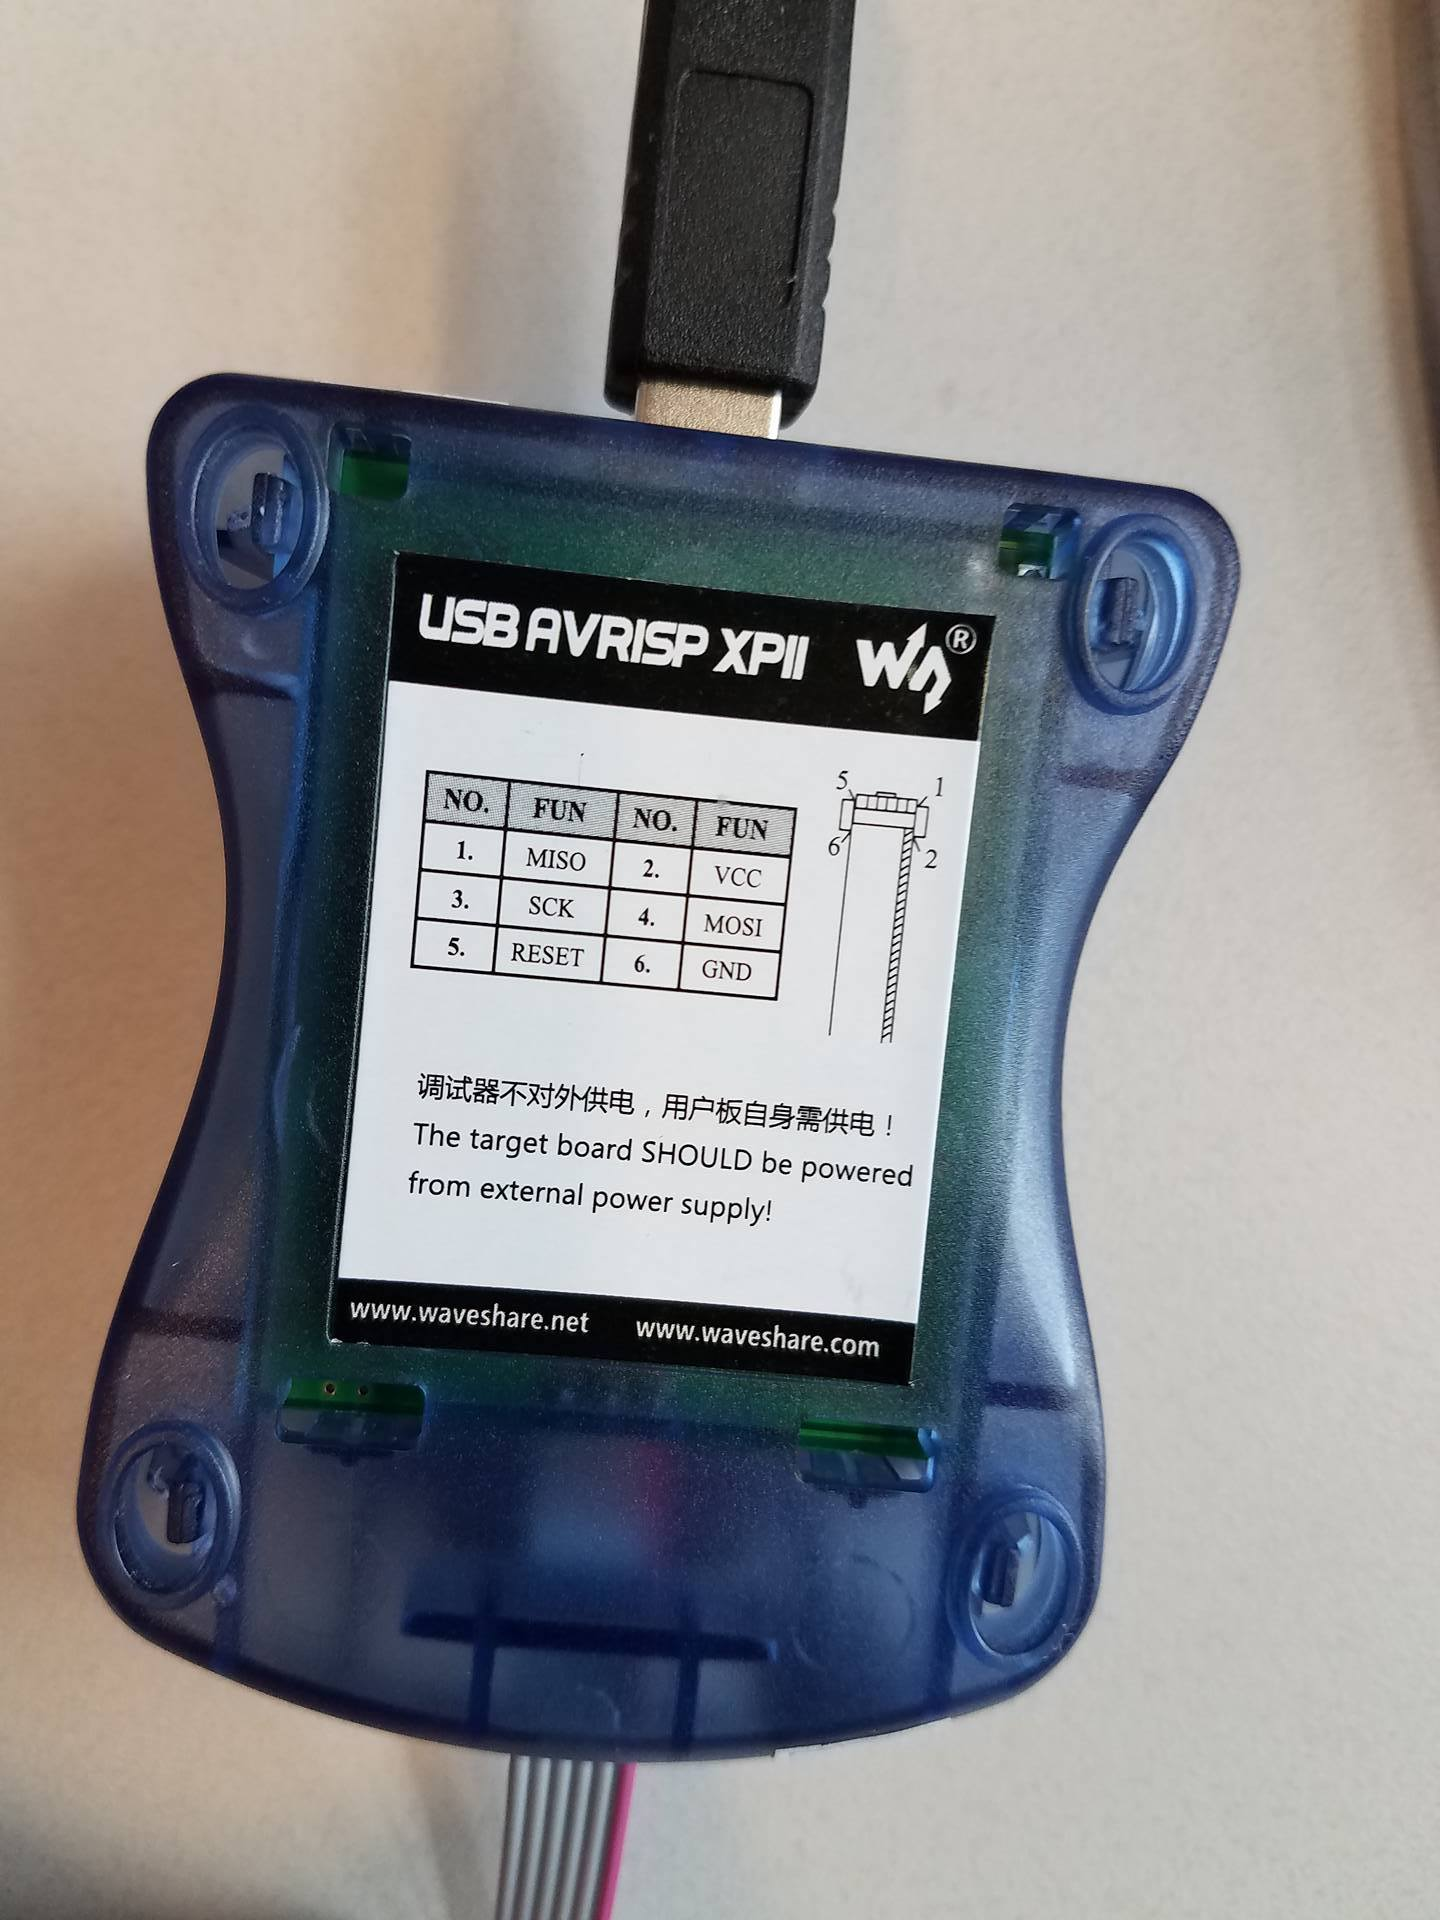 USB AVRISP XPII W ®
NO. FUN NO. FUN
1. MISO 2. VCC
3. SCK 4. MOSI
5. RESET 6. GND
5 1
6 2
调试器不对外供电，用户板自身需供电！
The target board SHOULD be powered
from external power supply!
www.waveshare.net www.waveshare.com